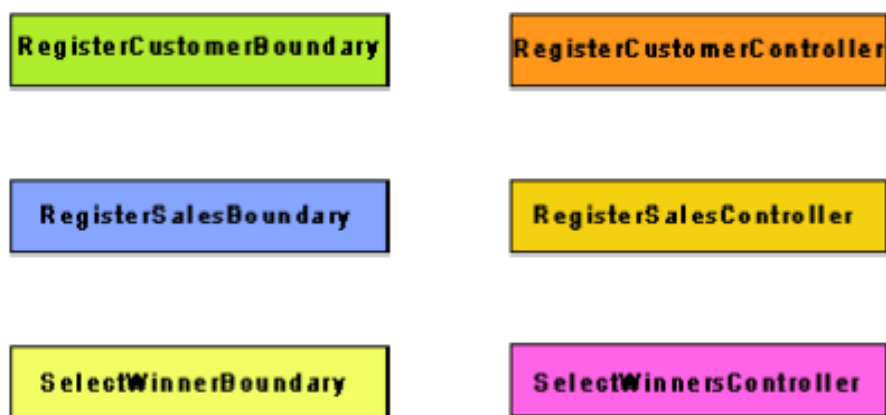 RegisterCustomerBoundary
RegisterCustomerController
RegisterSalesBoundary
RegisterSalesController
SelectWinnerBoundary
SelectWinnersController